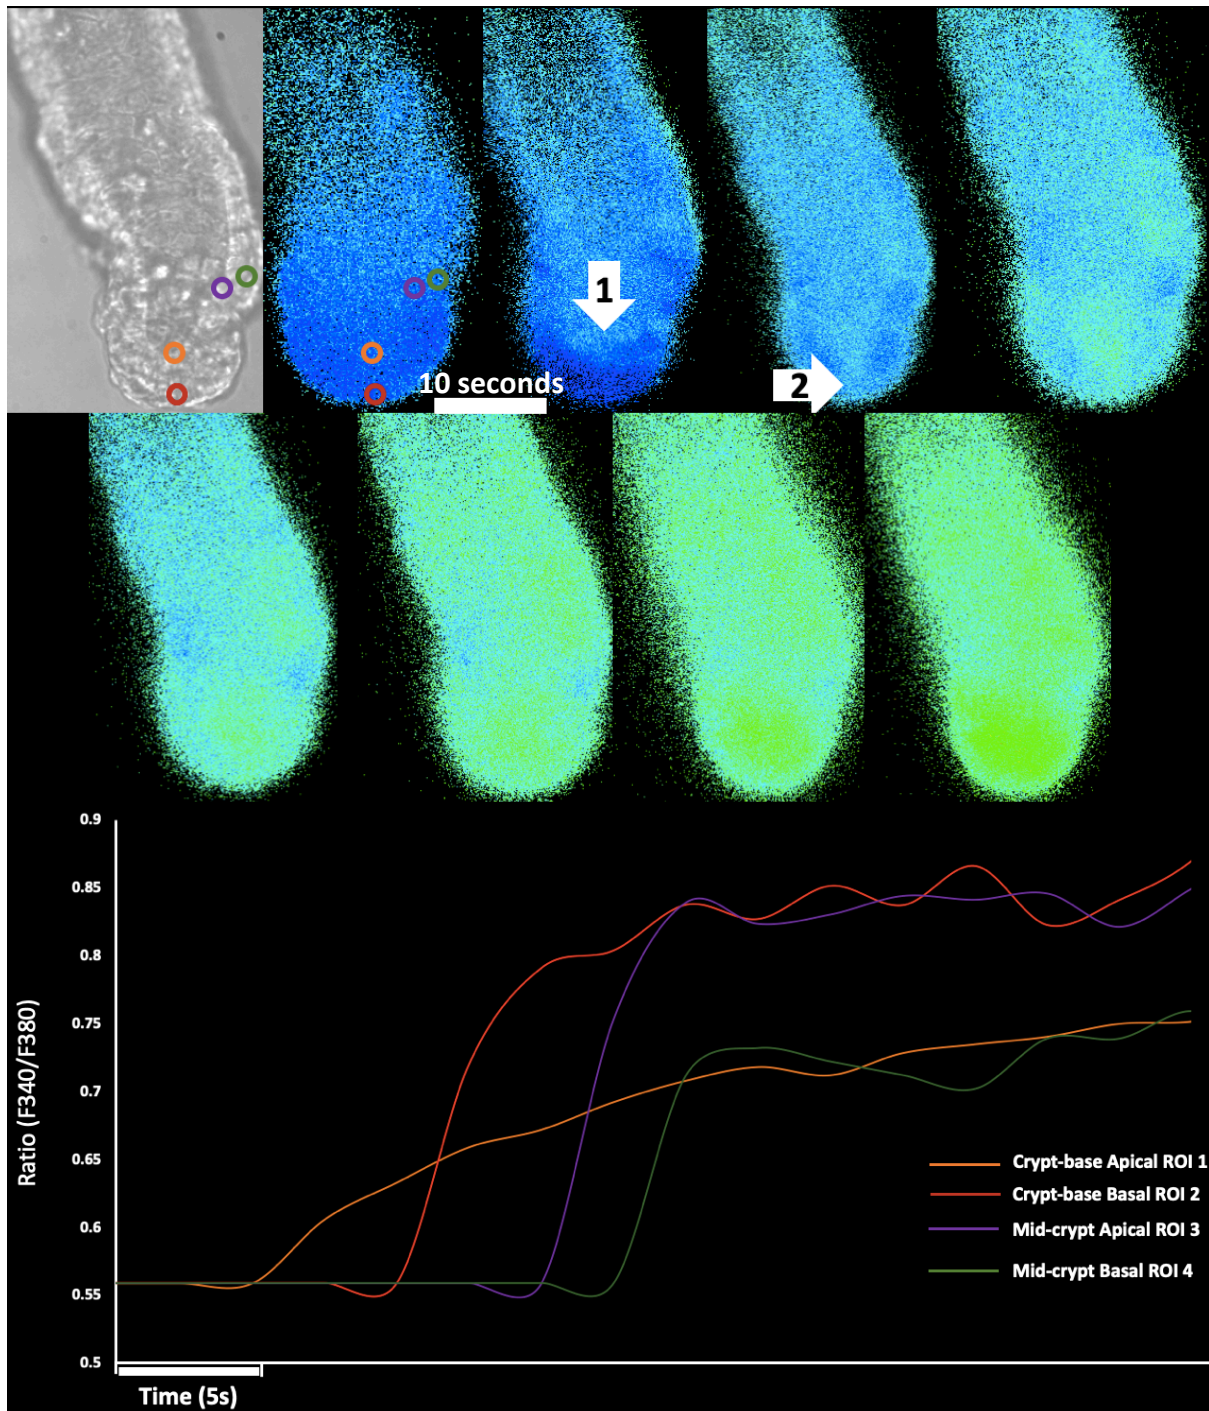 1
10 seconds
2
0.9
0.85
0.8
0.75
0.7
0.65
0.6
0.55
0.5
Ratio (F340/F380)
Crypt-base Apical ROI 1
Crypt-base Basal ROI 2
Mid-crypt Apical ROI 3
Mid-crypt Basal ROI 4
Time (5s)